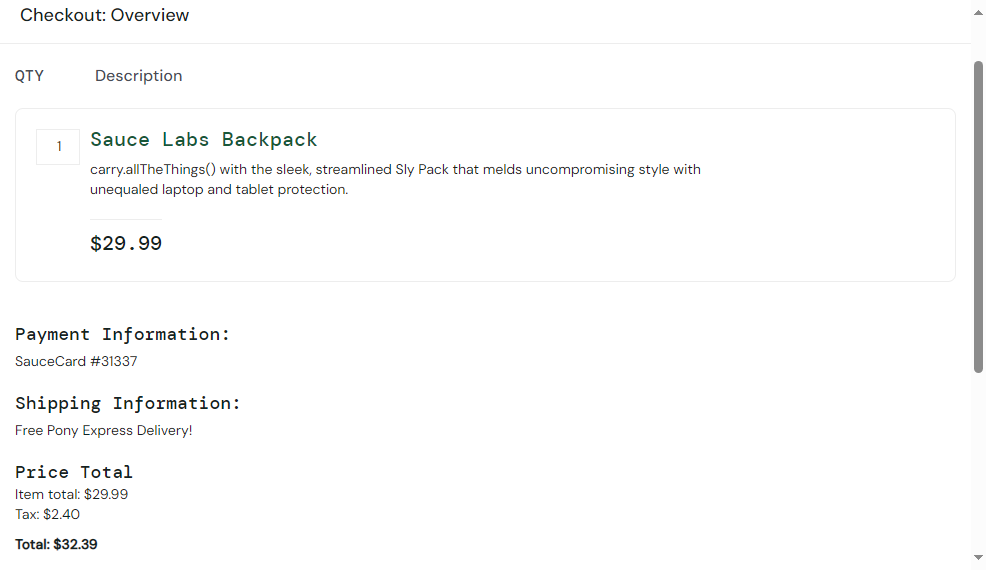 Checkout: Overview
QTY Description
1 Sauce Labs Backpack
carry.allTheThings() with the sleek, streamlined Sly Pack that melds uncompromising style with
unequaled laptop and tablet protection.
$29.99
Payment Information:
SauceCard #31337
Shipping Information:
Free Pony Express Delivery!
Price Total
Item total: $29.99
Tax: $2.40
Total: $32.39